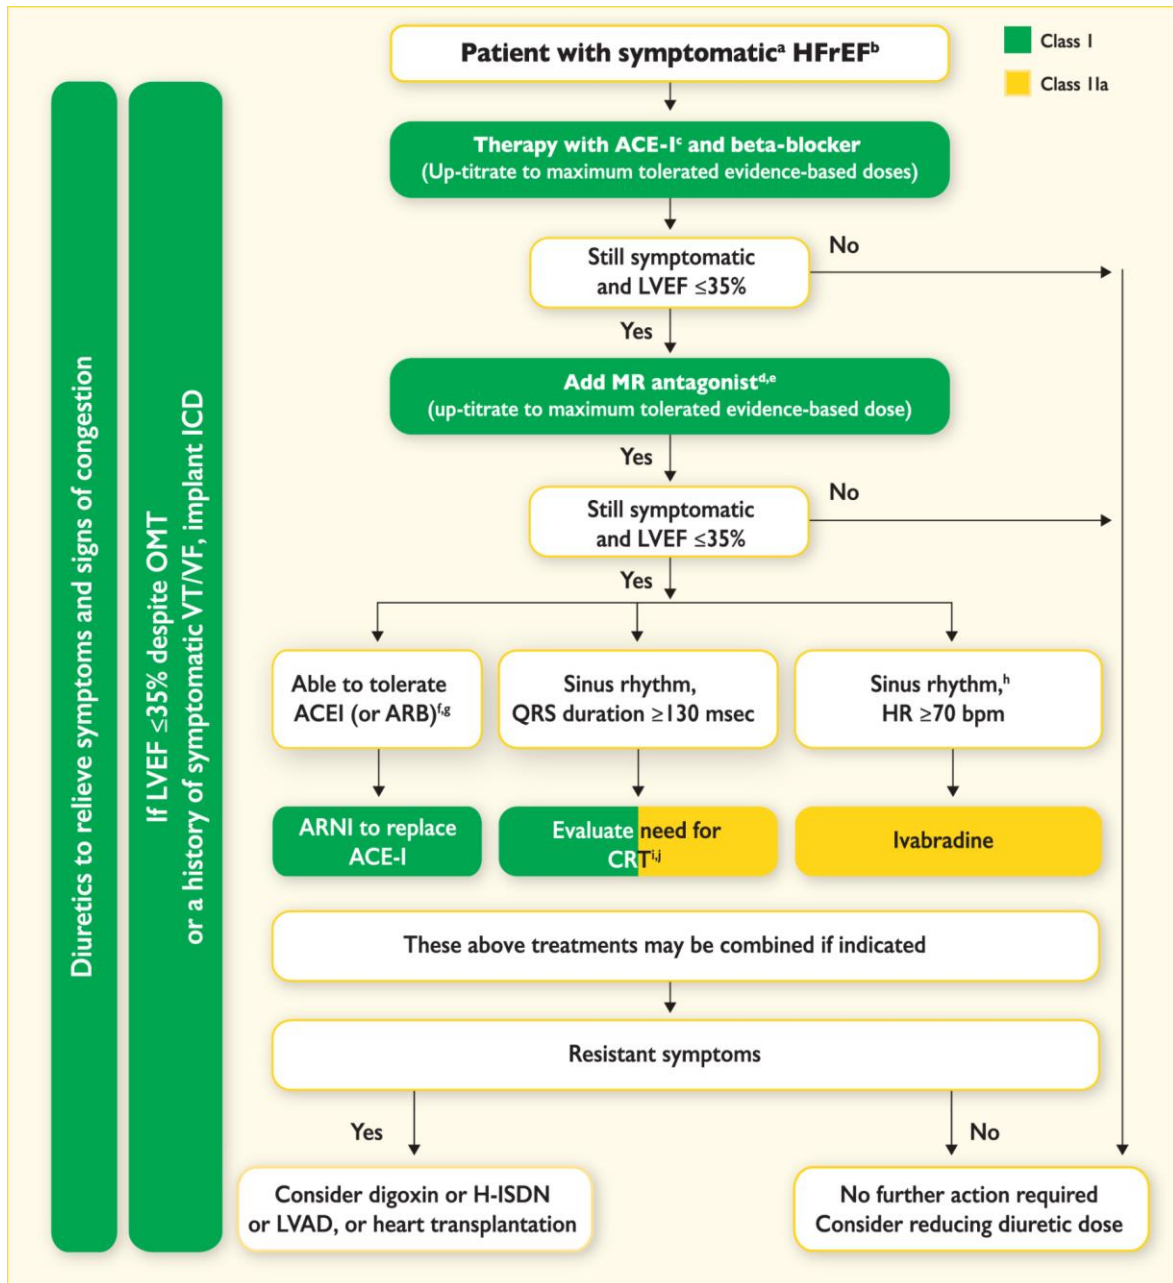 Patient with symptomaticᵃ HFrEFᵇ
Class I
Class IIa
Diuretics to relieve symptoms and signs of congestion
If LVEF ≤35% despite OMT
or a history of symptomatic VT/VF, implant ICD
Therapy with ACE-Iᶜ and beta-blocker
(Up-titrate to maximum tolerated evidence-based doses)
Still symptomatic
and LVEF ≤35%
No
Yes
Add MR antagonistᵈ,ᵉ
(up-titrate to maximum tolerated evidence-based dose)
Yes
Still symptomatic
and LVEF ≤35%
No
Yes
Able to tolerate
ACEI (or ARB)ᶠ,ᵍ
Sinus rhythm,
QRS duration ≥130 msec
Sinus rhythm,ʰ
HR ≥70 bpm
ARNI to replace
ACE-I
Evaluate need for
CRTⁱ,ʲ
Ivabradine
These above treatments may be combined if indicated
Resistant symptoms
Yes
No
Consider digoxin or H-ISDN
or LVAD, or heart transplantation
No further action required
Consider reducing diuretic dose